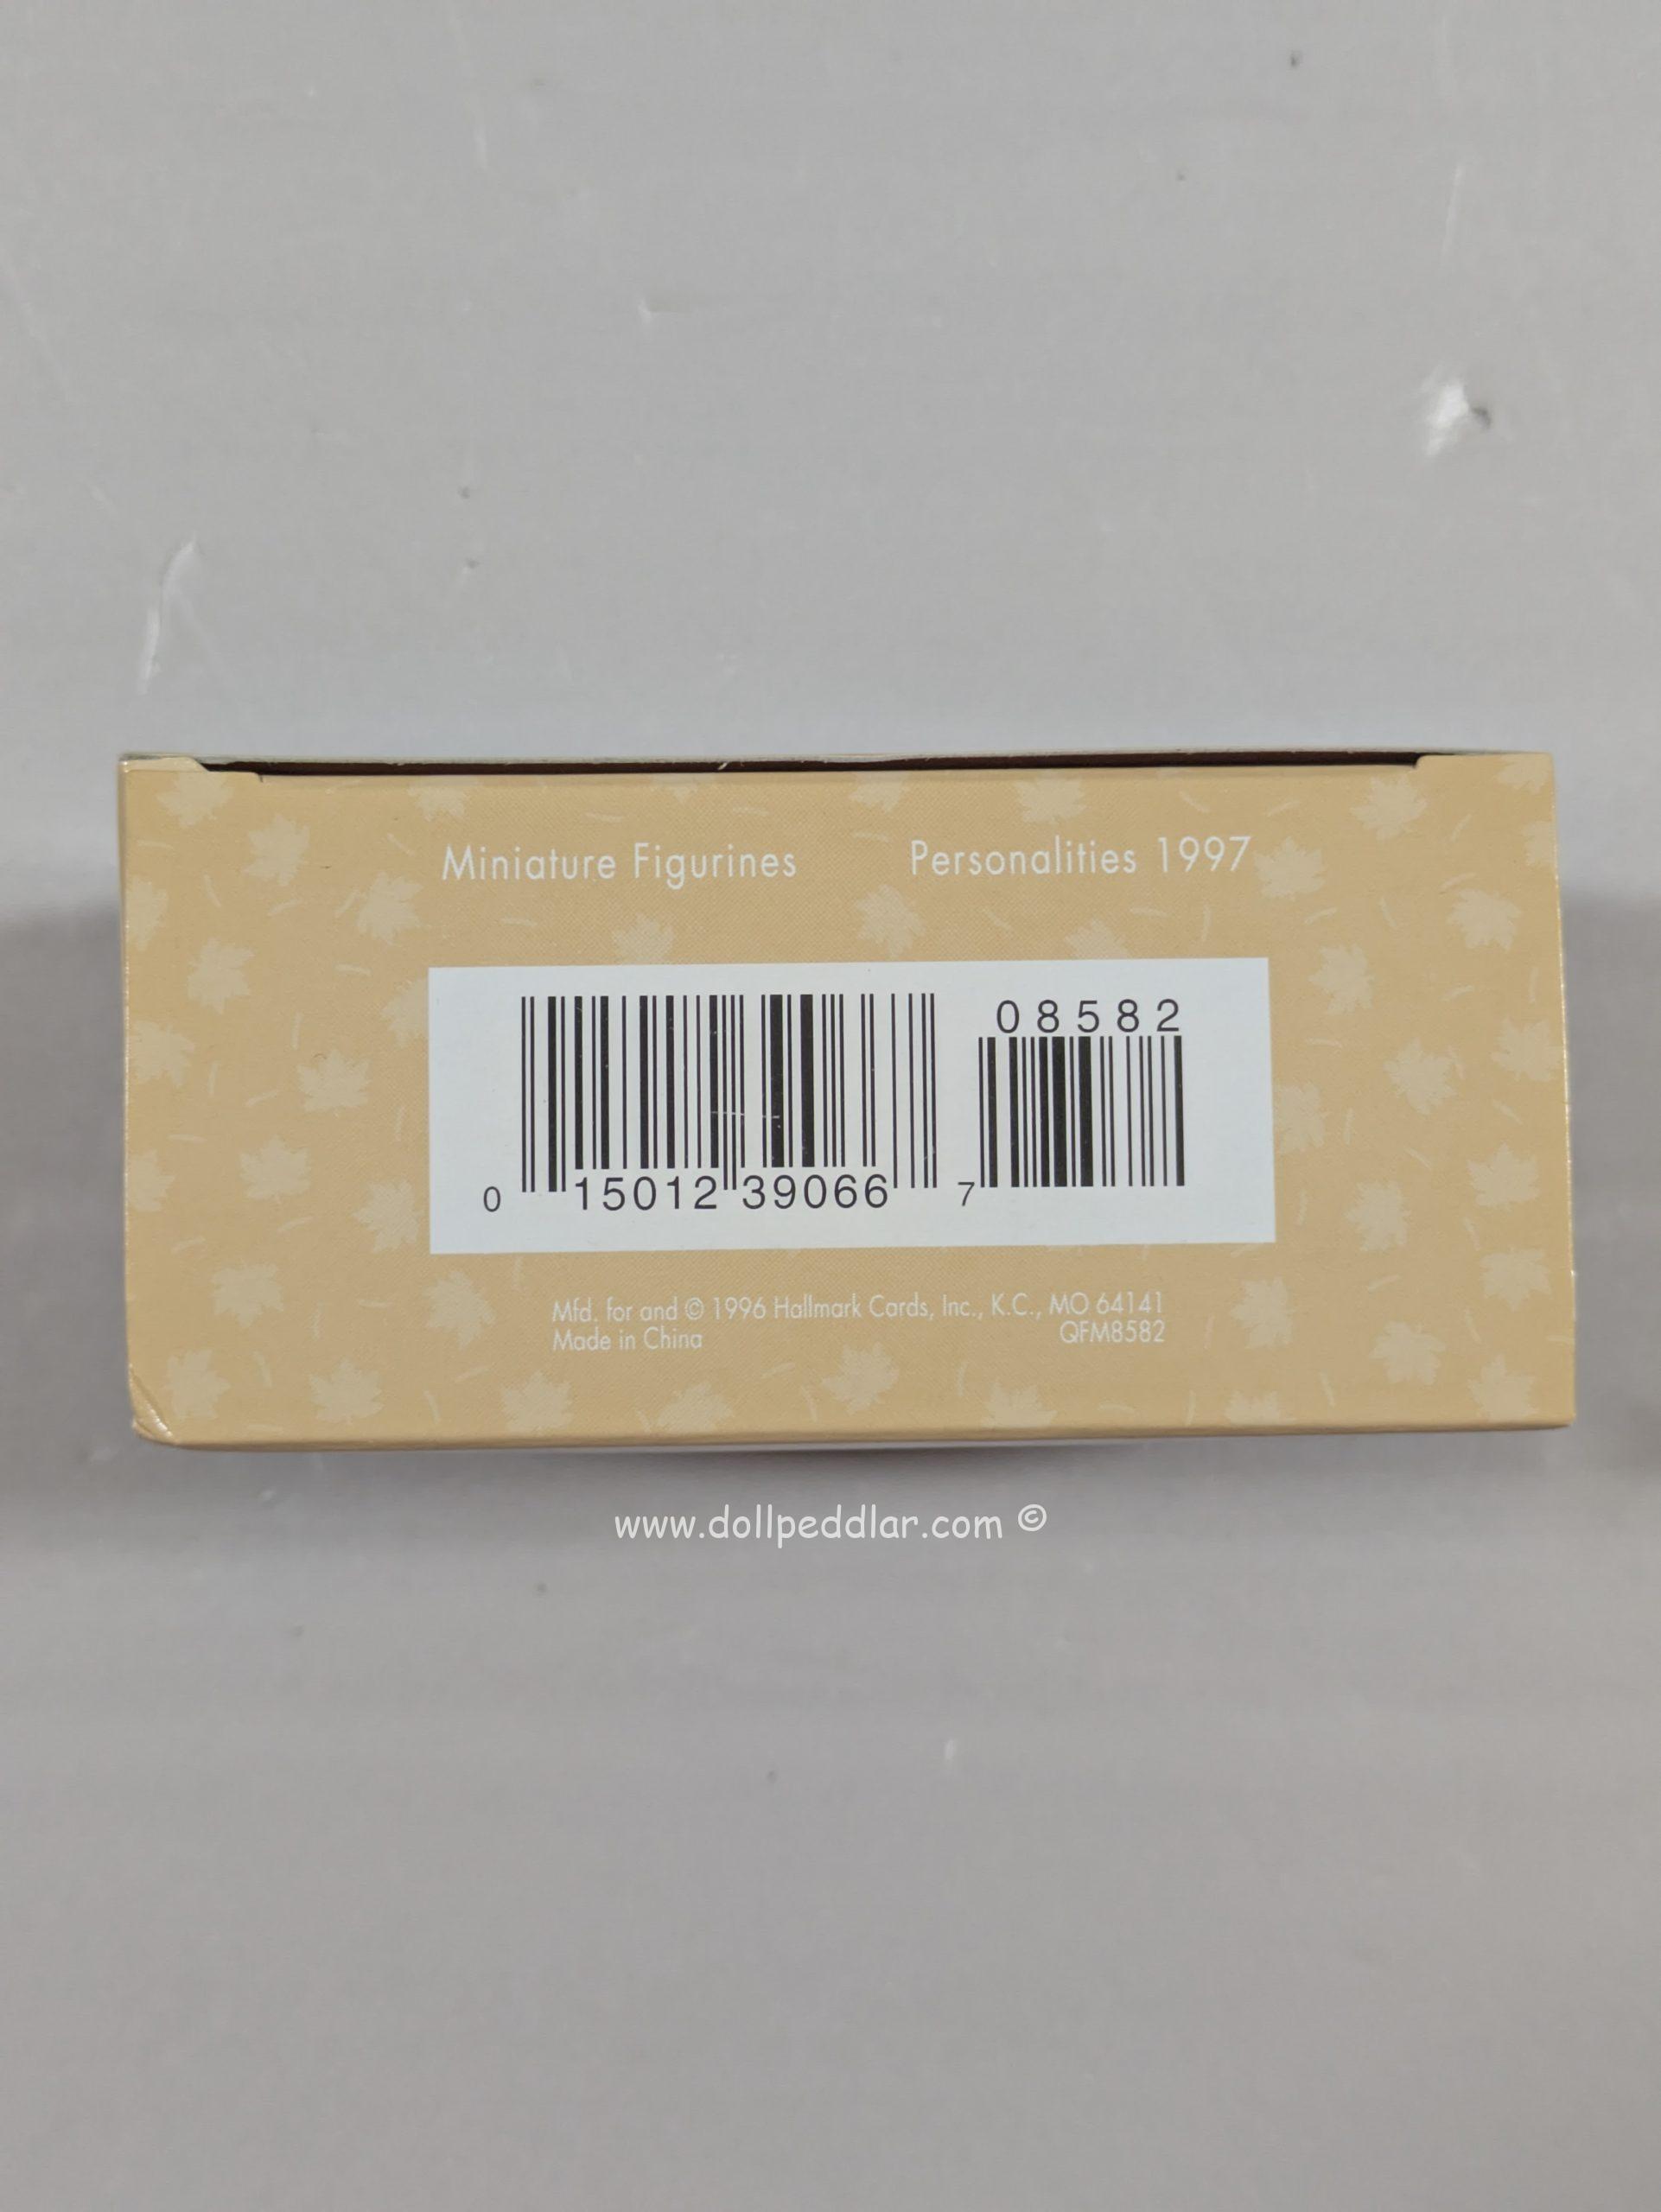 Miniature Figurines Personalities 1997
08582
0 15012 39066 7
Mfd. for and © 1996 Hallmark Cards, Inc., K.C., MO 64141
Made in China QFM8582
www.dollpeddlar.com ©